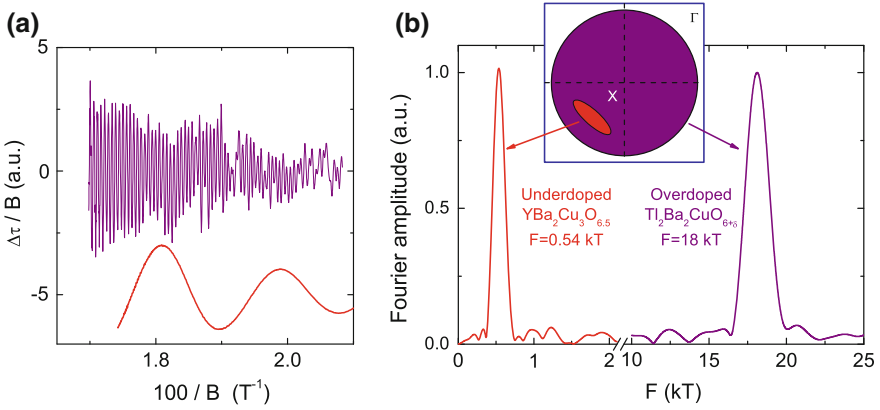 (a)
5
0
-5
Δτ / B (a.u.)
1.8
2.0
100 / B (T⁻¹)
(b)
Γ
X
1.0
0.5
0.0
Fourier amplitude (a.u.)
Underdoped
YBa₂Cu₃O₆.₅
F=0.54 kT
Overdoped
Tl₂Ba₂CuO₆₊δ
F=18 kT
0
1
2
10
15
20
25
F (kT)